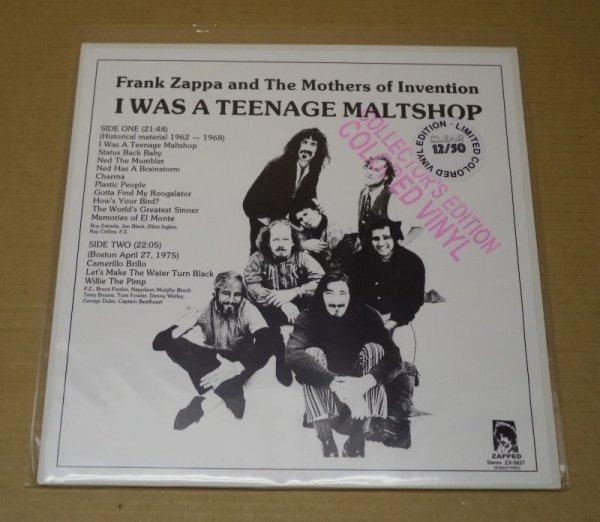 Frank Zappa and The Mothers of Invention
I WAS A TEENAGE MALTSHOP
SIDE ONE (21:48)
(Historical material 1962 — 1968)
I Was A Teenage Maltshop
Status Back Baby
Ned The Mumbler
Ned Has A Brainstorm
Charma
Plastic People
Gotta Find My Roogalator
How's Your Bird?
The World's Greatest Sinner
Memories of El Monte
Roy Estrada, Jim Black, Elliot Ingber,
Ray Collins, F.Z.
SIDE TWO (22:05)
(Boston April 27, 1975)
Camerillo Brillo
Let's Make The Water Turn Black
Willie The Pimp
F.Z., Bruce Fowler, Napoleon Murphy Brock
Terry Bozzio, Tom Fowler, Denny Walley,
George Duke, Captain Beefheart
COLLECTOR'S EDITION
COLORED VINYL
LIMITED COLORED VINYL EDITION ·
CLEAR
12/50
ZAPPED
Stereo ZX-3657
REMASTERED